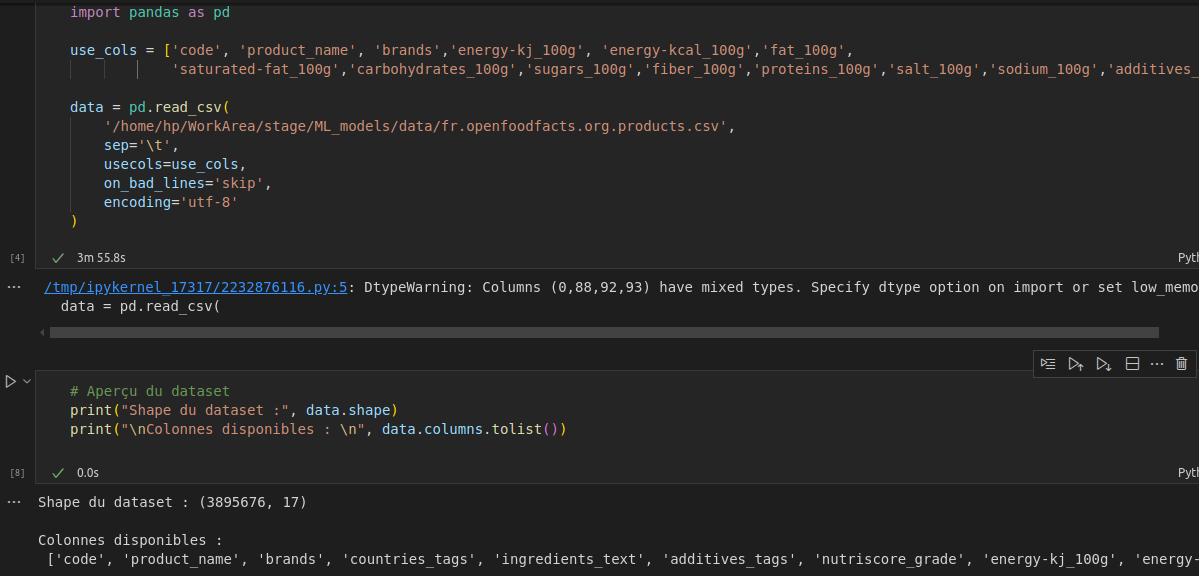 import pandas as pd
use_cols = ['code', 'product_name', 'brands','energy-kj_100g', 'energy-kcal_100g','fat_100g',
'saturated-fat_100g','carbohydrates_100g','sugars_100g','fiber_100g','proteins_100g','salt_100g','sodium_100g','additives_
data = pd.read_csv(
'/home/hp/WorkArea/stage/ML_models/data/fr.openfoodfacts.org.products.csv',
sep='\t',
usecols=use_cols,
on_bad_lines='skip',
encoding='utf-8'
)
[4] 3m 55.8s Pyth
... /tmp/ipykernel_17317/2232876116.py:5: DtypeWarning: Columns (0,88,92,93) have mixed types. Specify dtype option on import or set low_memo
data = pd.read_csv(
# Aperçu du dataset
print("Shape du dataset :", data.shape)
print("\nColonnes disponibles : \n", data.columns.tolist())
[8] 0.0s Pyth
... Shape du dataset : (3895676, 17)
Colonnes disponibles :
['code', 'product_name', 'brands', 'countries_tags', 'ingredients_text', 'additives_tags', 'nutriscore_grade', 'energy-kj_100g', 'energy-